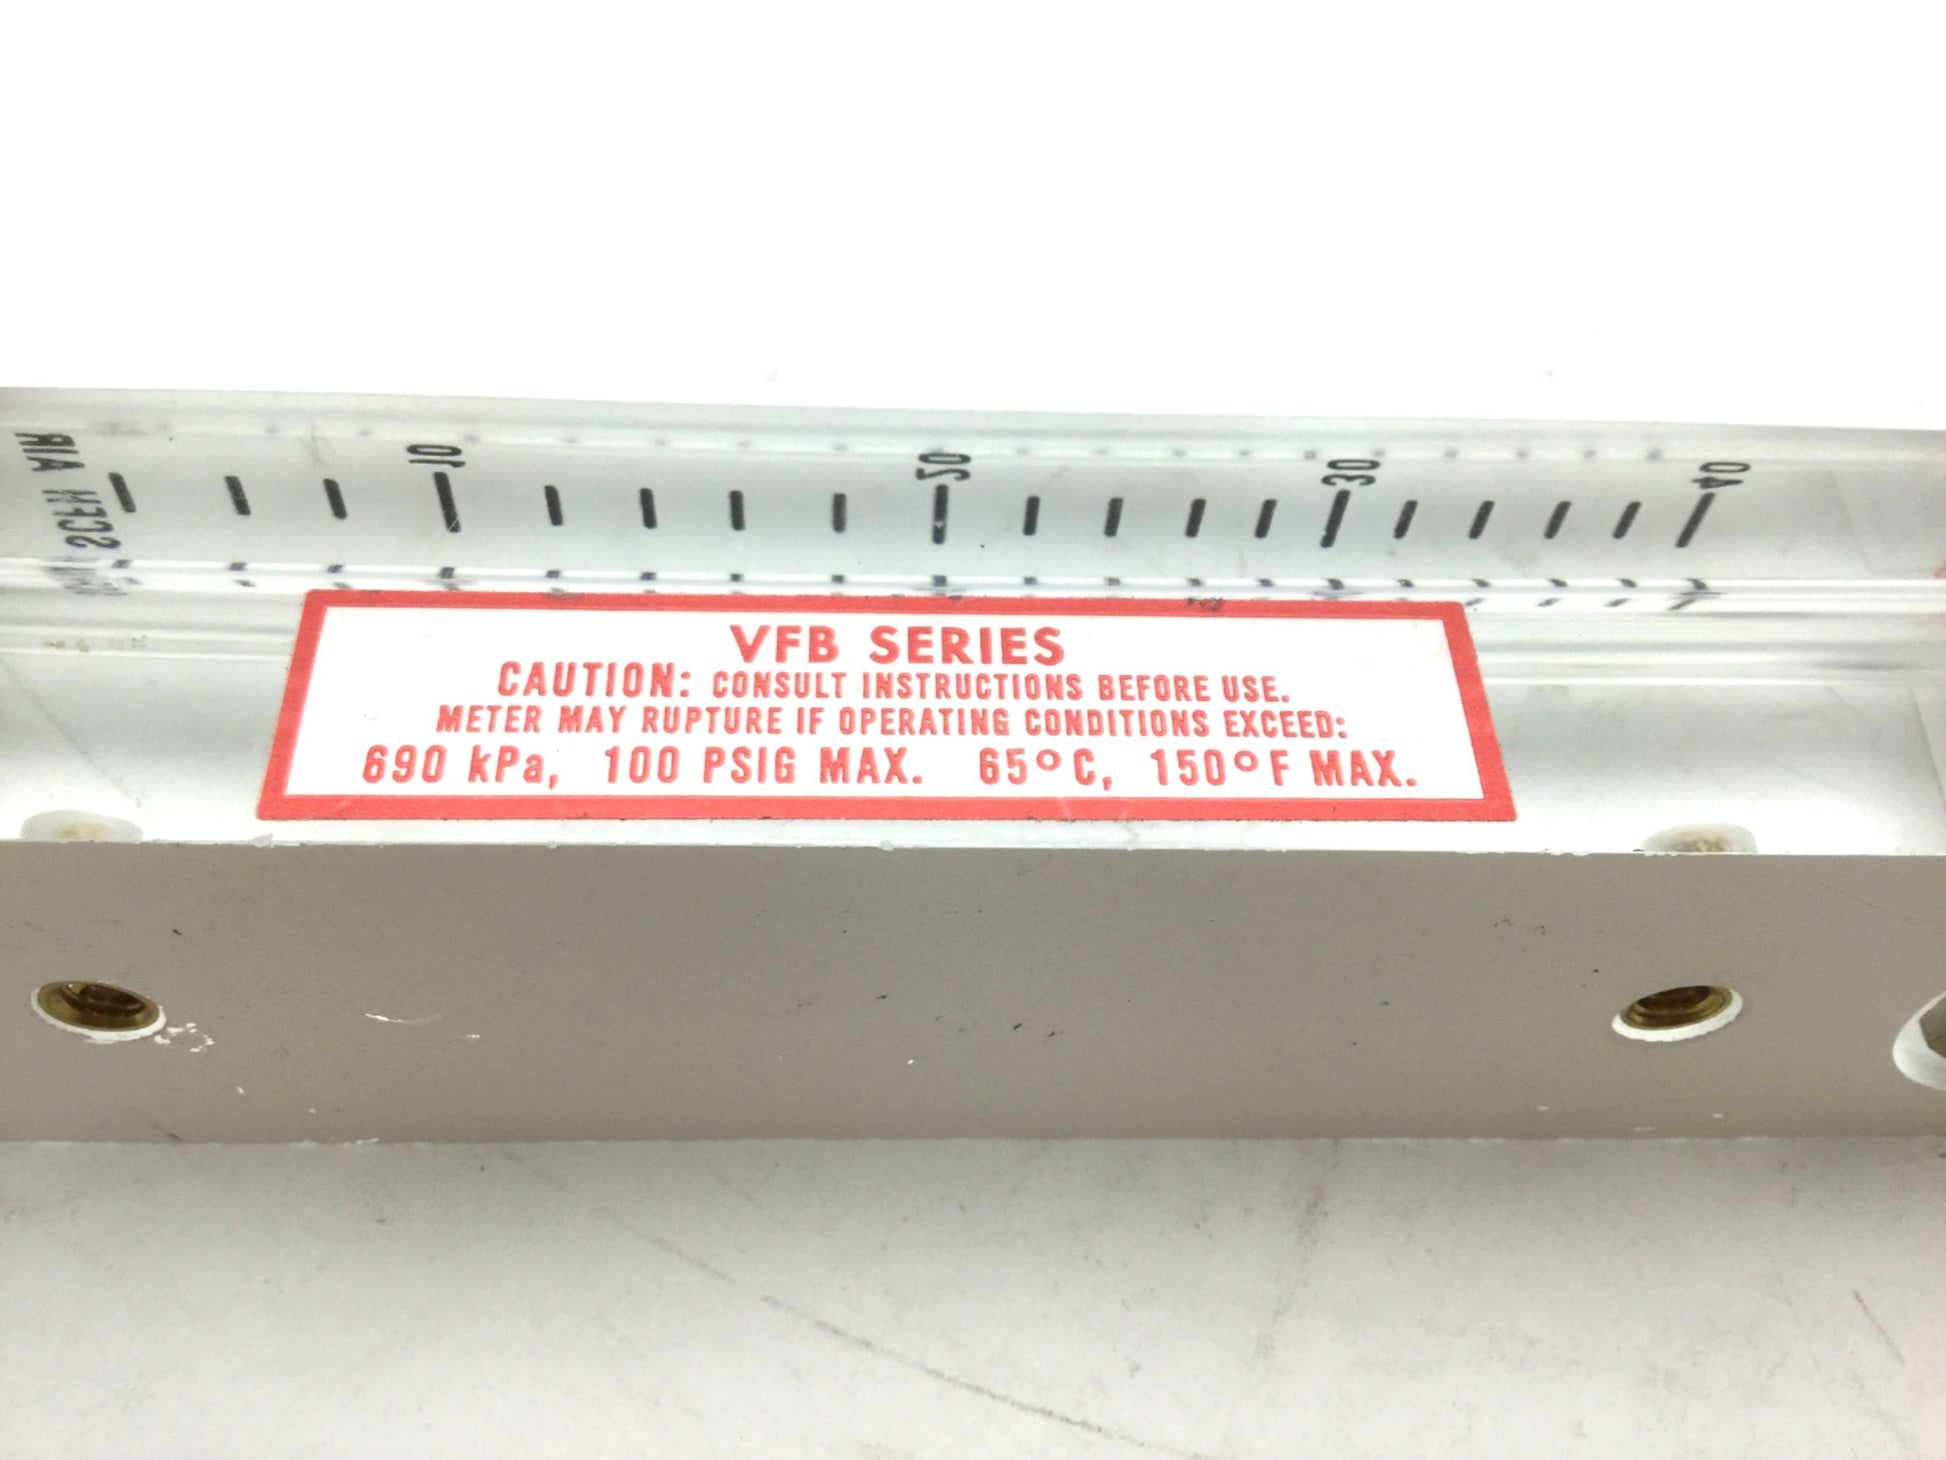 SCFM AIR
10
20
30
40
VFB SERIES
CAUTION: CONSULT INSTRUCTIONS BEFORE USE.
METER MAY RUPTURE IF OPERATING CONDITIONS EXCEED:
690 kPa, 100 PSIG MAX. 65°C, 150°F MAX.